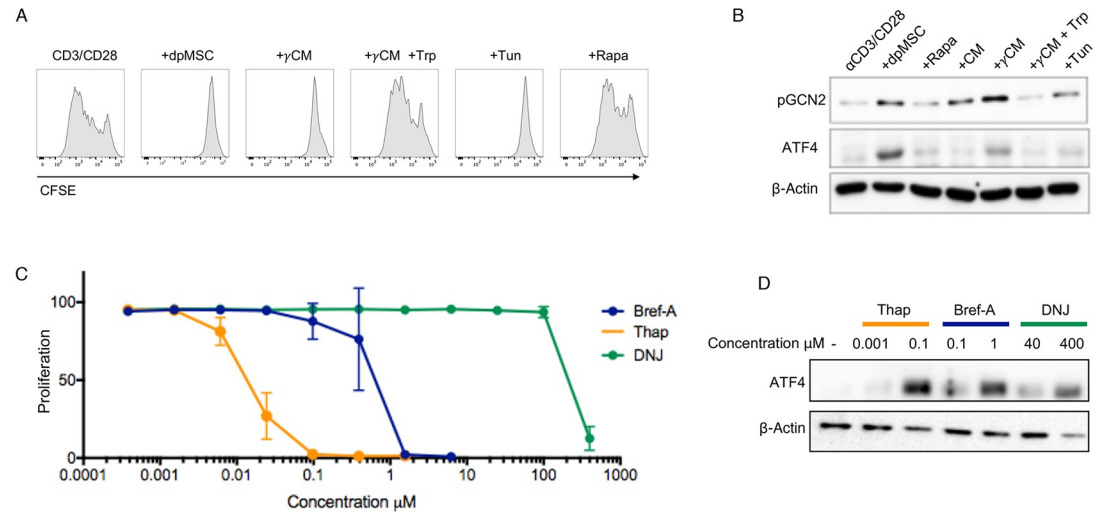 A
CD3/CD28 +dpMSC +γCM +γCM +Trp +Tun +Rapa
CFSE
B
αCD3/CD28 +dpMSC +Rapa +CM +γCM +γCM + Trp +Tun
pGCN2
ATF4
β-Actin
C
Proliferation
100
50
0
0.0001 0.001 0.01 0.1 1 10 100 1000
Concentration μM
Bref-A
Thap
DNJ
D
Thap Bref-A DNJ
Concentration μM - 0.001 0.1 0.1 1 40 400
ATF4
β-Actin